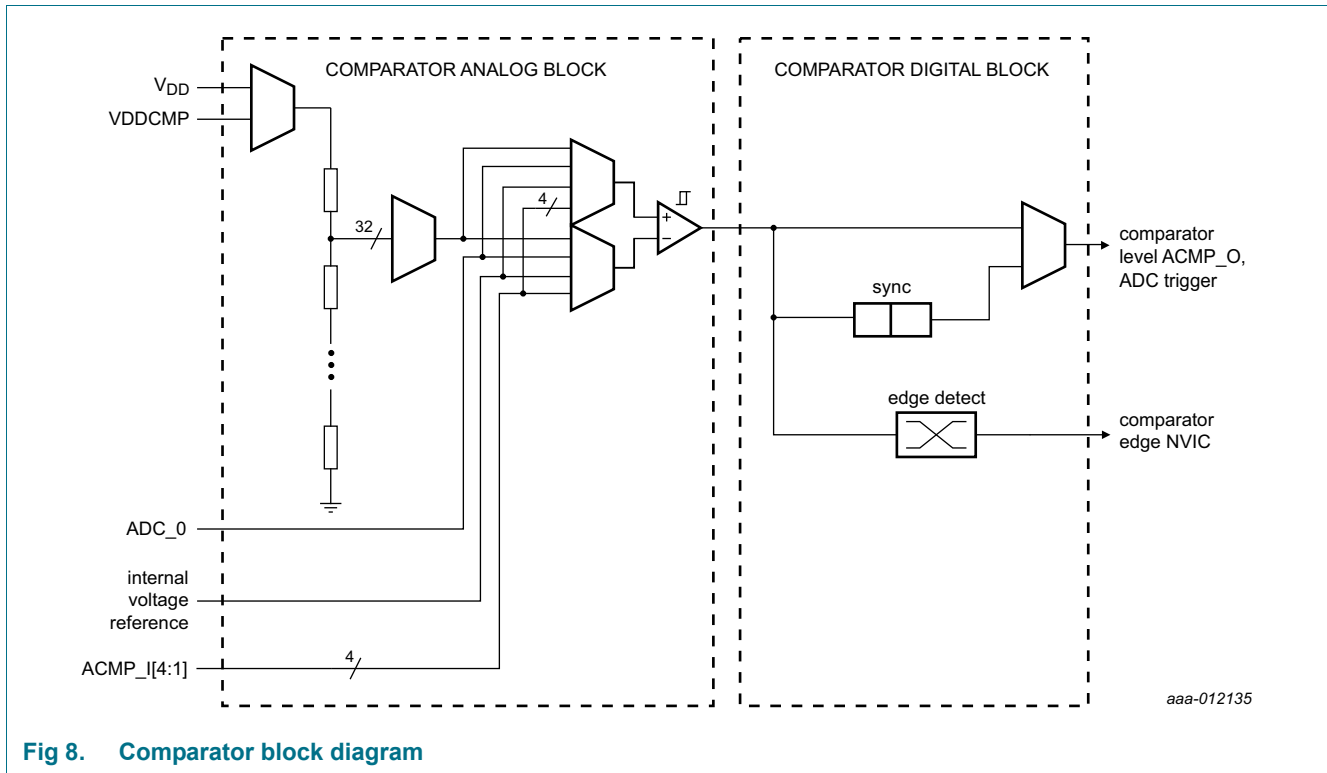 COMPARATOR ANALOG BLOCK
COMPARATOR DIGITAL BLOCK
VDD
VDDCMP
32
4
+
−
sync
edge detect
comparator
level ACMP_O,
ADC trigger
comparator
edge NVIC
ADC_0
internal
voltage
reference
ACMP_I[4:1]
4
aaa-012135
Fig 8. Comparator block diagram